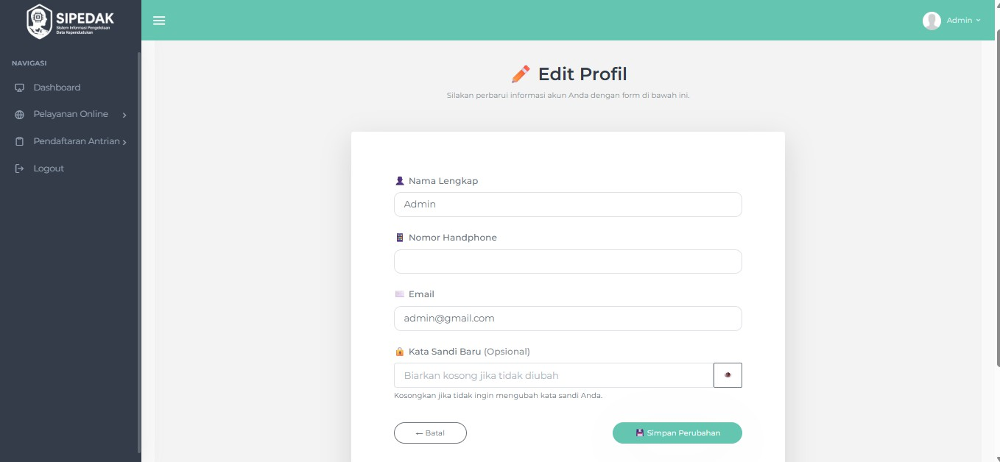 SIPEDAK
Sistem Informasi Pengelolaan
Data Kependudukan
Admin
NAVIGASI
Dashboard
Pelayanan Online
Pendaftaran Antrian
Logout
Edit Profil
Silakan perbarui informasi akun Anda dengan form di bawah ini.
Nama Lengkap
Admin
Nomor Handphone
Email
admin@gmail.com
Kata Sandi Baru (Opsional)
Biarkan kosong jika tidak diubah
Kosongkan jika tidak ingin mengubah kata sandi Anda.
← Batal
Simpan Perubahan